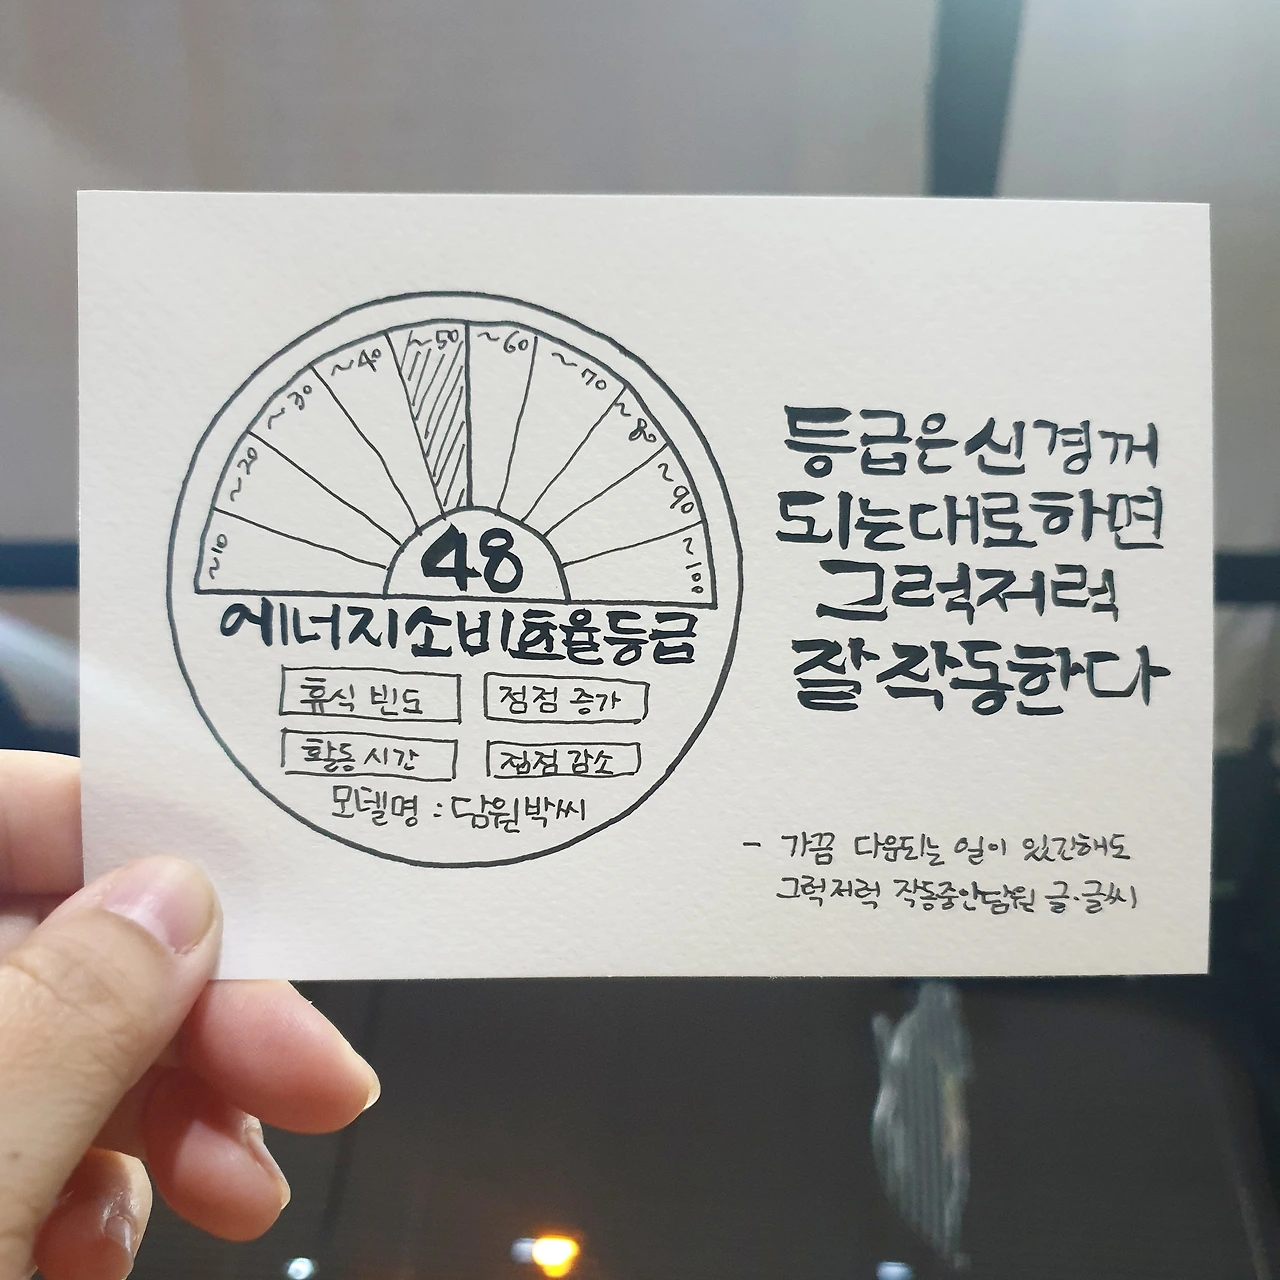 ~10
~20
~30
~40
~50
~60
~70
~80
~90
~100
48
에너지소비효율등급
휴식 빈도
점점 증가
활동 시간
점점 감소
모델명 : 담원박씨
등급은 신경꺼
되는대로하면
그럭저럭
잘 작동한다
- 가끔 다운되는 일이 있긴해도
그럭저럭 작동중인 담원 글·글씨